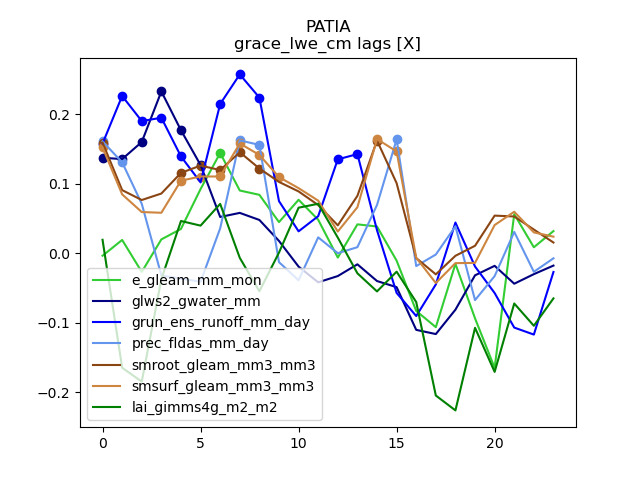 PATIA
grace_lwe_cm lags [X]
0.2
0.1
0.0
−0.1
−0.2
e_gleam_mm_mon
glws2_gwater_mm
grun_ens_runoff_mm_day
prec_fldas_mm_day
smroot_gleam_mm3_mm3
smsurf_gleam_mm3_mm3
lai_gimms4g_m2_m2
0
5
10
15
20